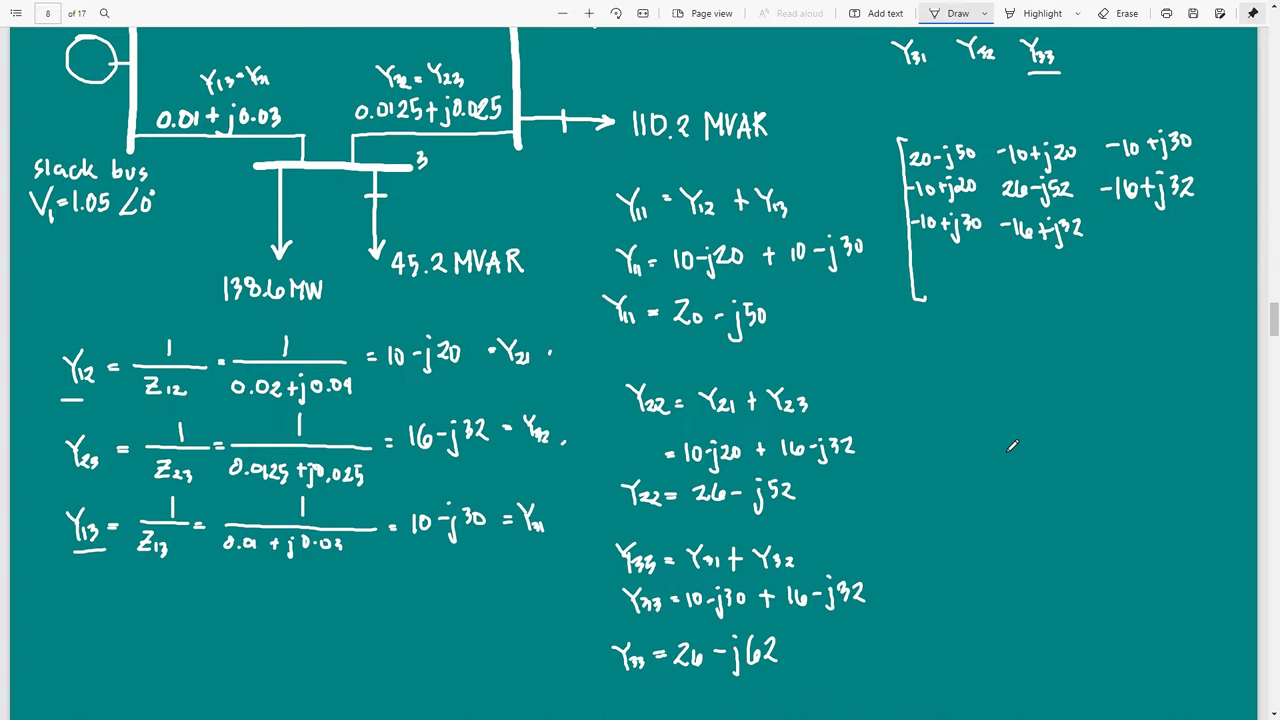 8 of 17
Page view
Read aloud
Add text
Draw
Highlight
Erase
Y31 Y32 Y33
Y13=Y31
0.01+j0.03
Y32=Y23
0.0125+j0.025
110.2 MVAR
slack bus
V1=1.05 ∠0°
3
138.6 MW
45.2 MVAR
20-j50 -10+j20 -10+j30
-10+j20 26-j52 -16+j32
-10+j30 -16+j32
Y11 = Y12 + Y13
Y11 = 10-j20 + 10-j30
Y11 = 20-j50
Y12 = 1/Z12 = 1/0.02+j0.04 = 10-j20 = Y21
Y23 = 1/Z23 = 1/0.0125+j0.025 = 16-j32 = Y32
Y13 = 1/Z13 = 1/0.01+j0.03 = 10-j30 = Y31
Y22 = Y21 + Y23
= 10-j20 + 16-j32
Y22 = 26-j52
Y33 = Y31 + Y32
Y33 = 10-j30 + 16-j32
Y33 = 26-j62